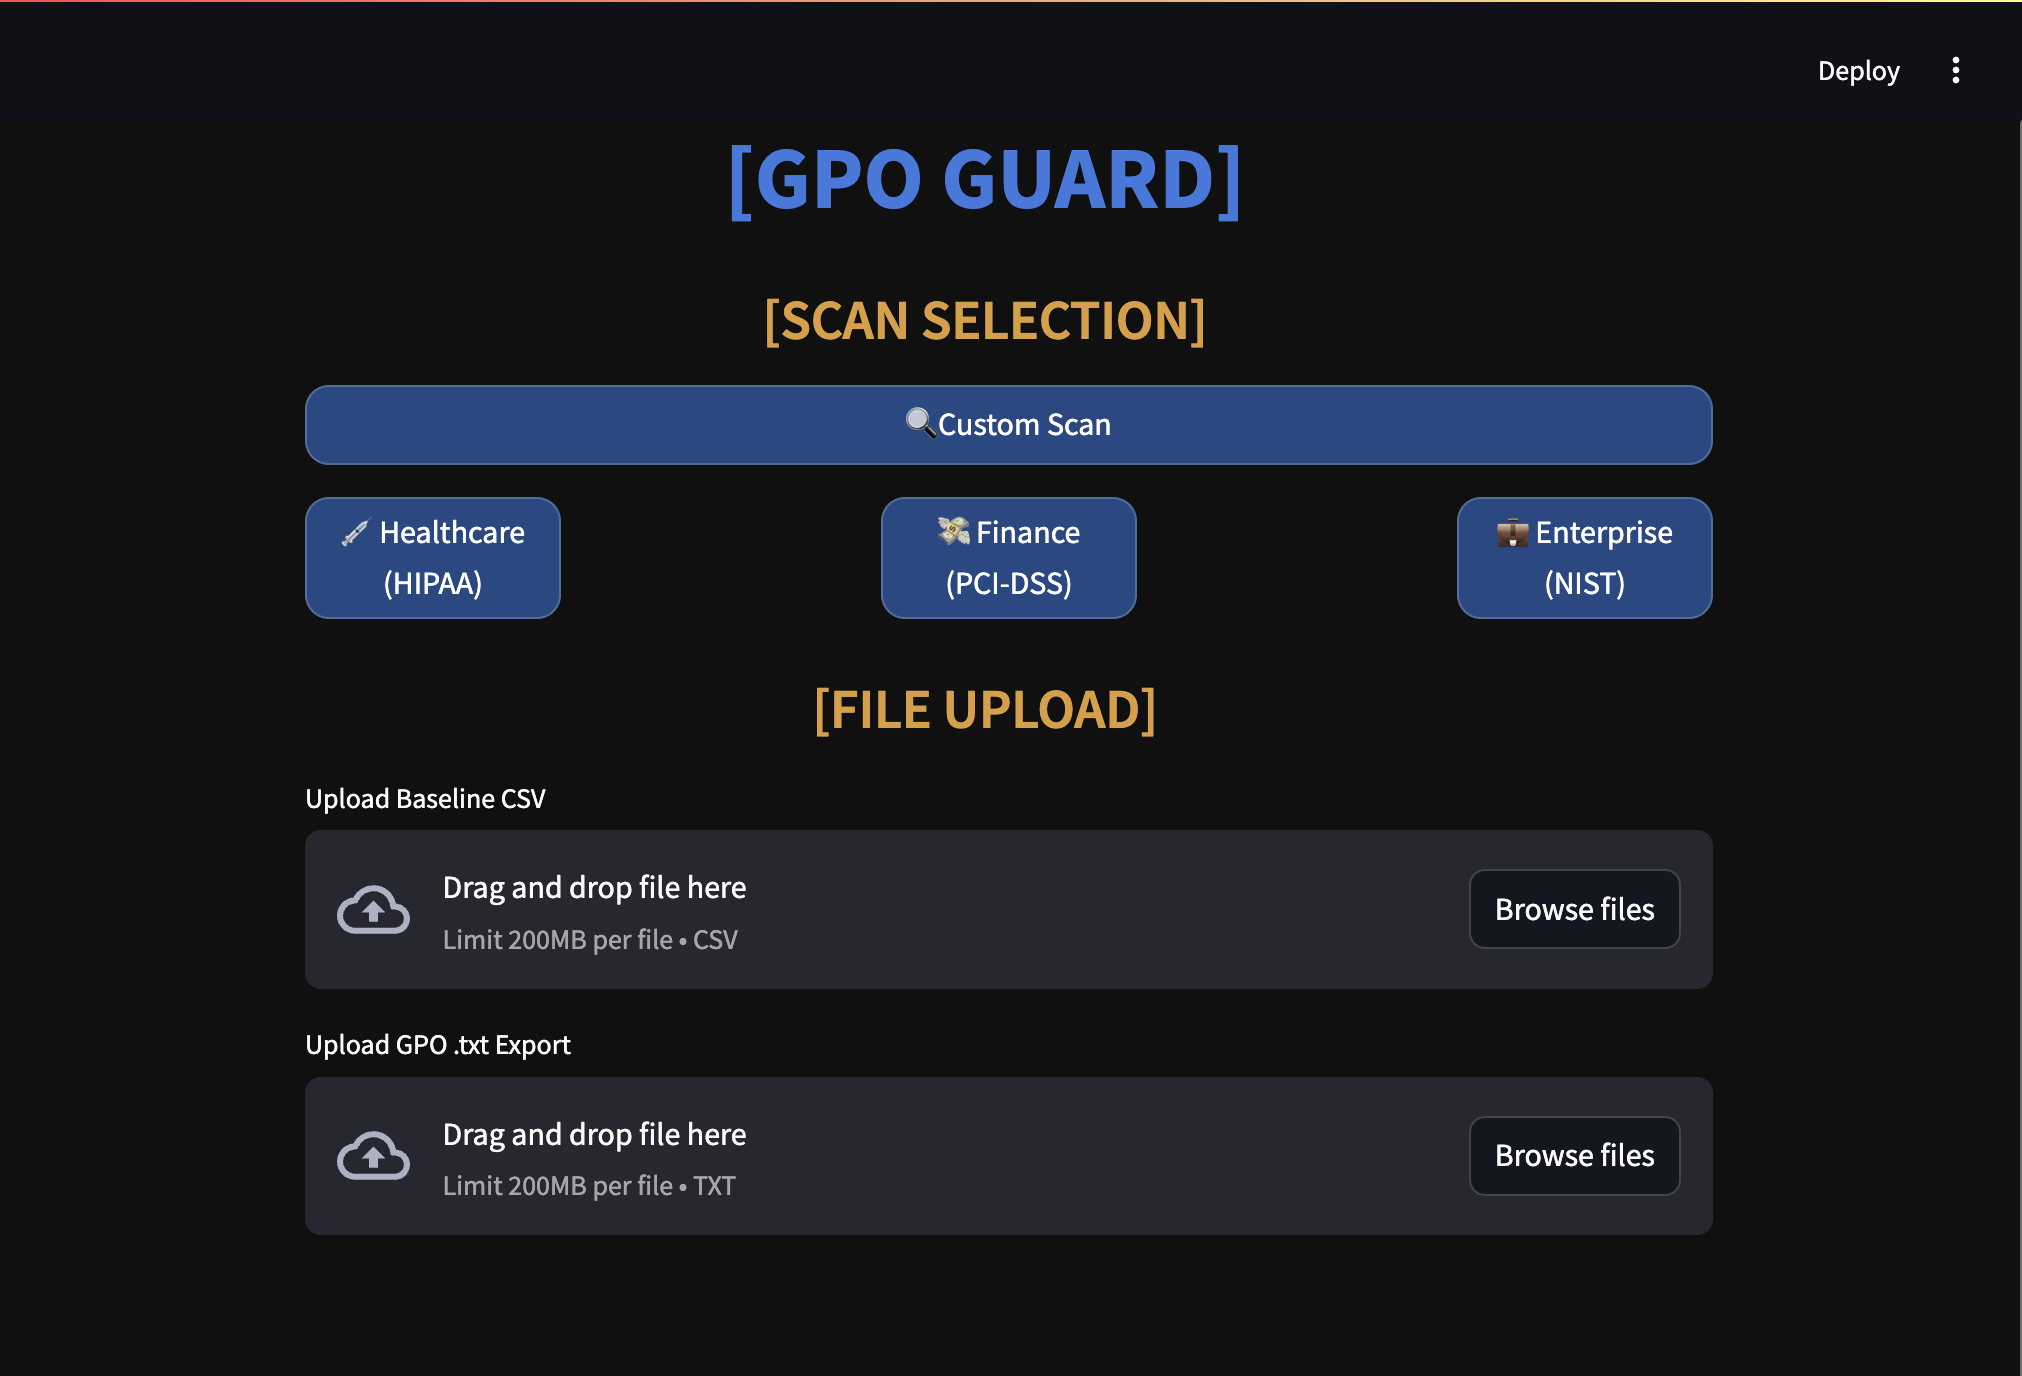 Deploy
[GPO GUARD]
[SCAN SELECTION]
Custom Scan
Healthcare
(HIPAA)
Finance
(PCI-DSS)
Enterprise
(NIST)
[FILE UPLOAD]
Upload Baseline CSV
Drag and drop file here
Limit 200MB per file • CSV
Browse files
Upload GPO .txt Export
Drag and drop file here
Limit 200MB per file • TXT
Browse files